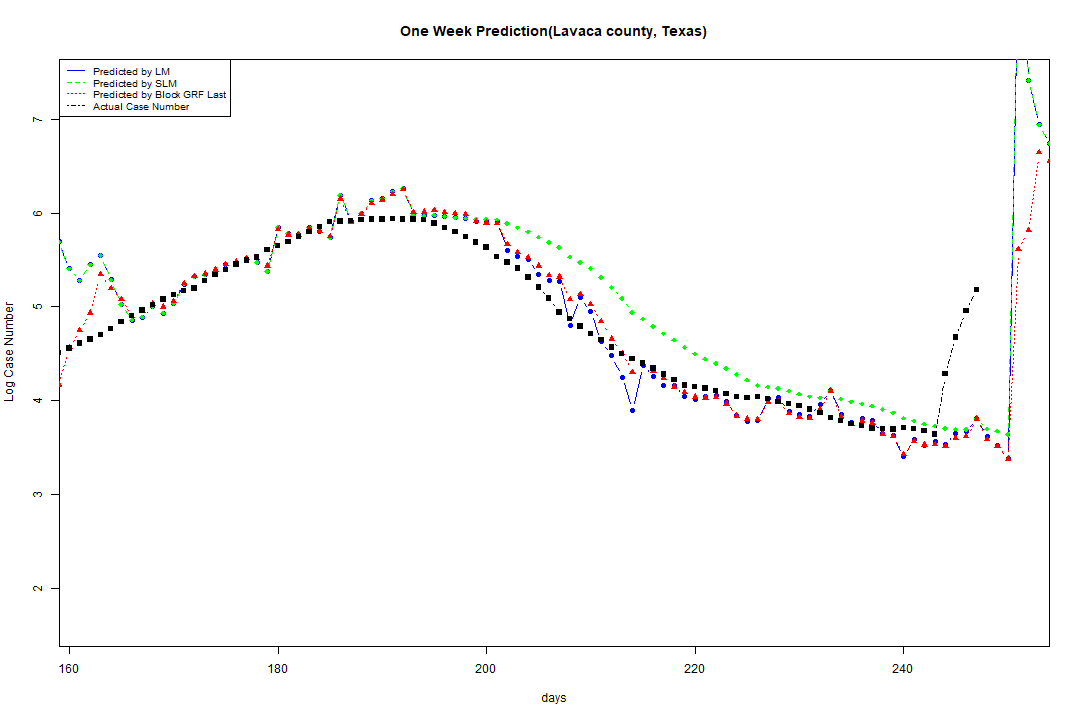 One Week Prediction(Lavaca county, Texas)
Predicted by LM
Predicted by SLM
Predicted by Block GRF Last
Actual Case Number
Log Case Number
7
6
5
4
3
2
160 180 200 220 240
days